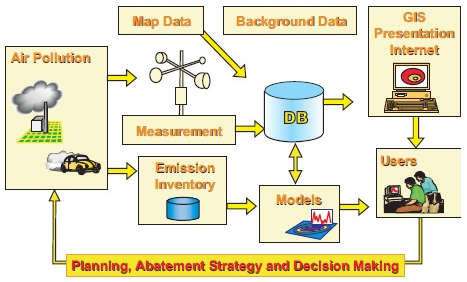 Map Data
Background Data
GIS
Presentation
Internet
Air Pollution
DB
Measurement
Emission
Inventory
Models
Users
Planning, Abatement Strategy and Decision Making